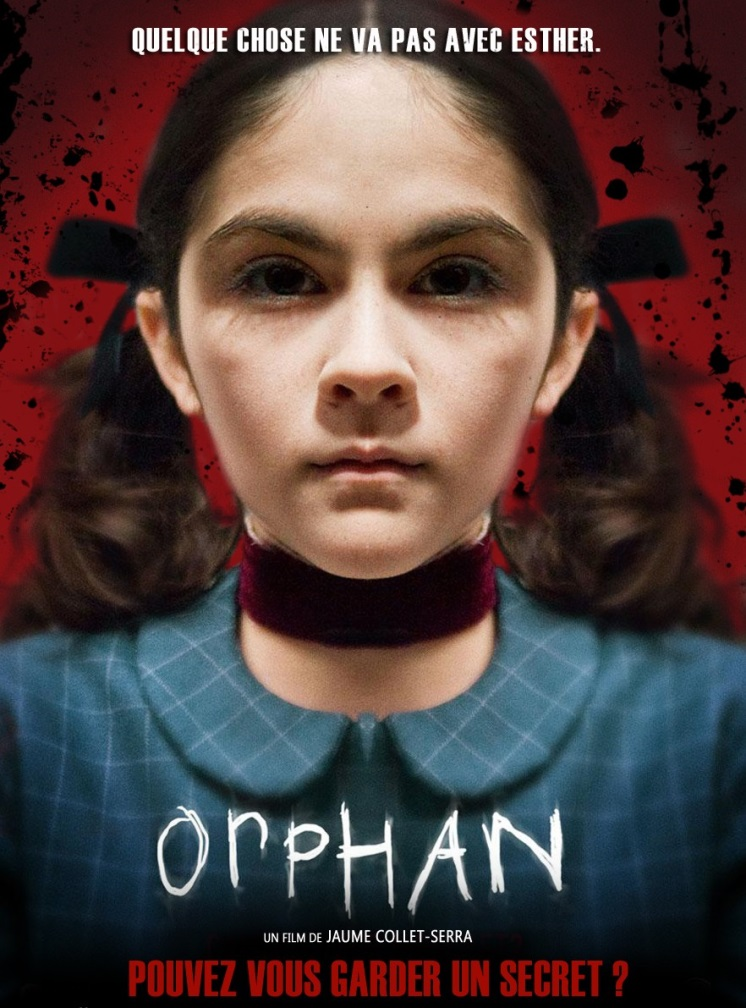 QUELQUE CHOSE NE VA PAS AVEC ESTHER.
OrPHAN
UN FILM DE JAUME COLLET-SERRA
POUVEZ VOUS GARDER UN SECRET ?